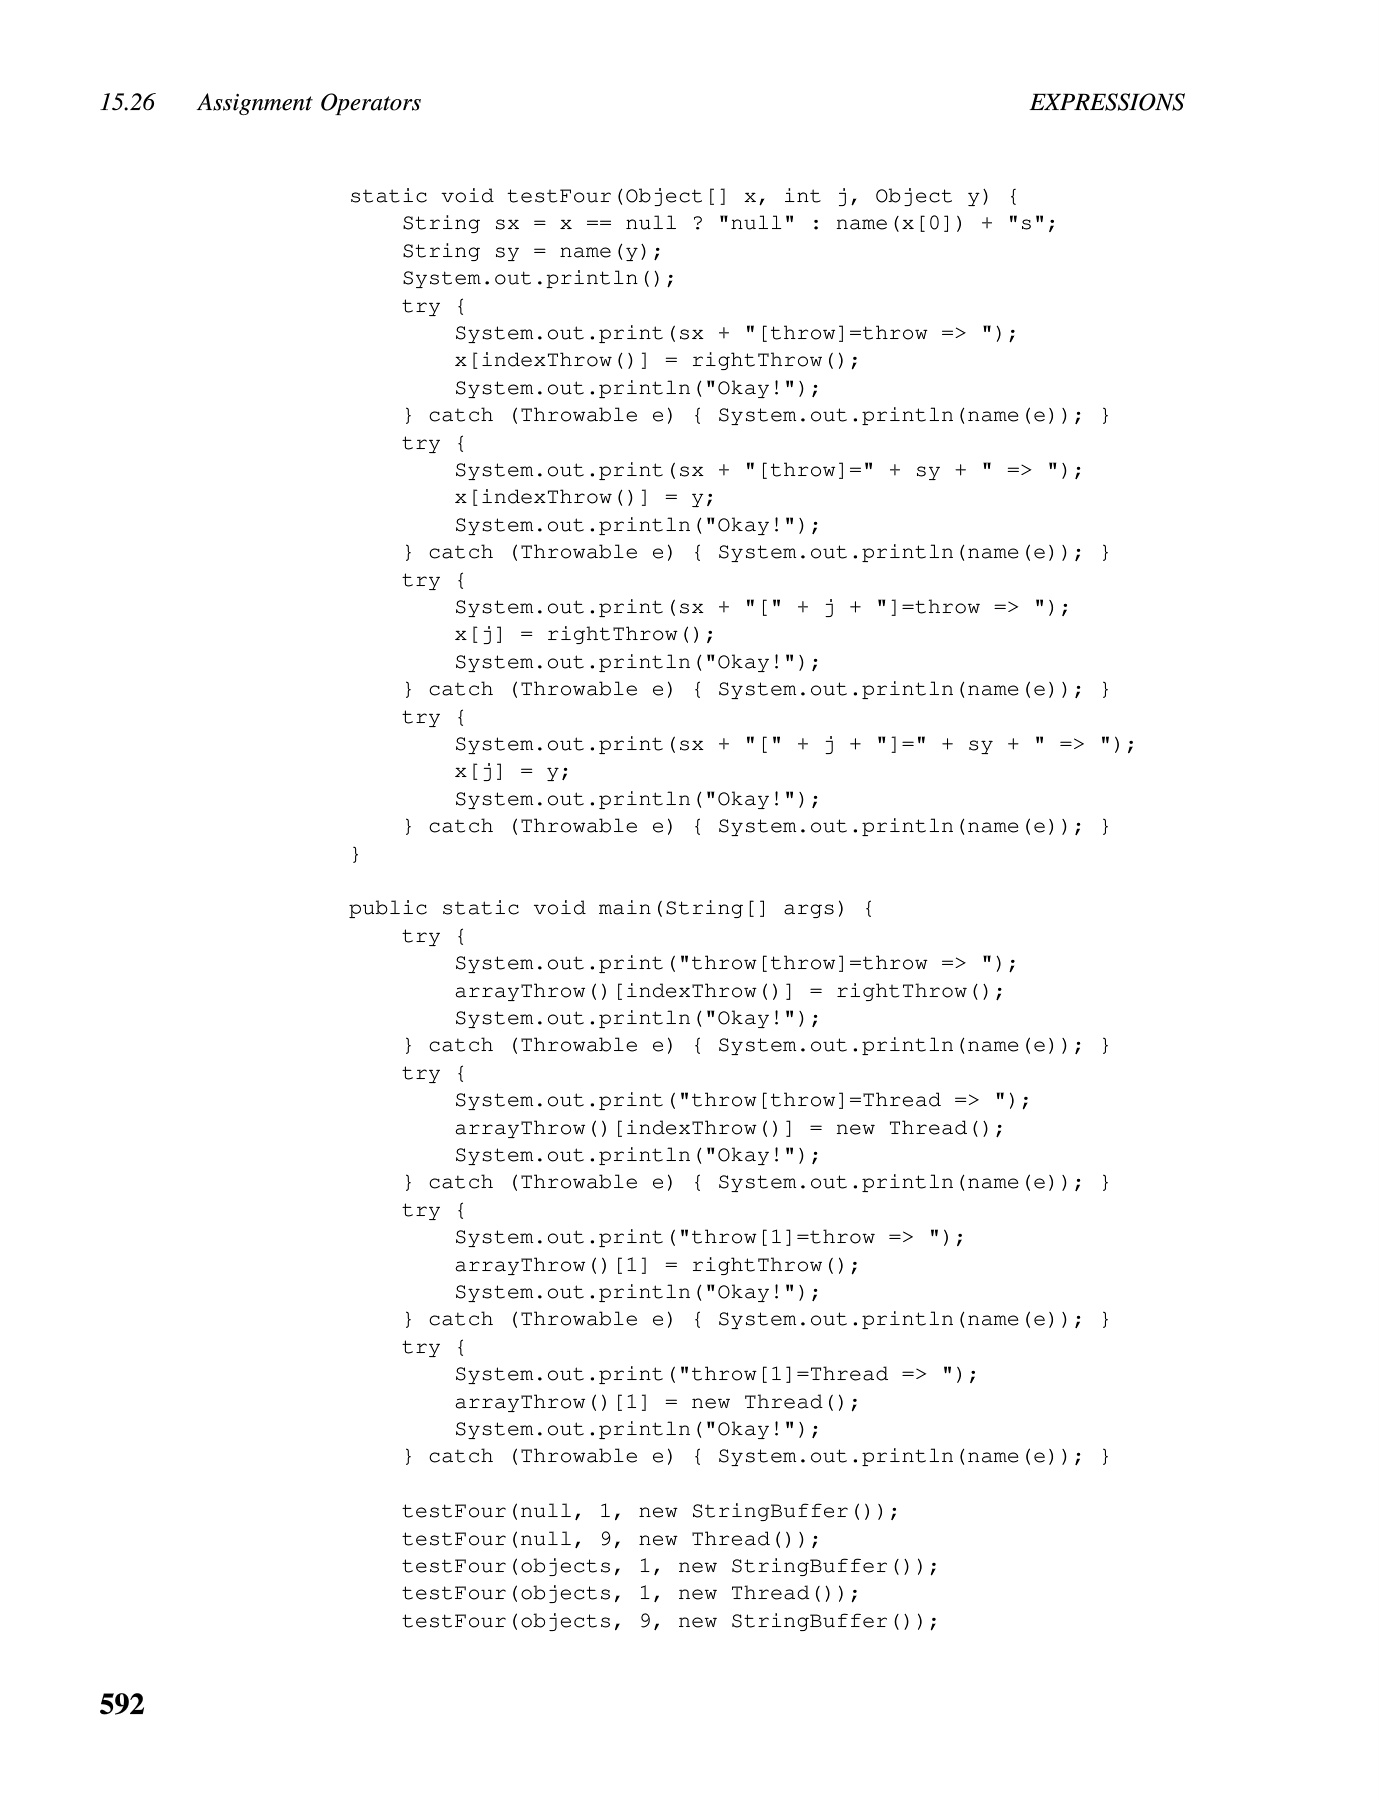 15.26 Assignment Operators EXPRESSIONS
static void testFour(Object[] x, int j, Object y) {
    String sx = x == null ? "null" : name(x[0]) + "s";
    String sy = name(y);
    System.out.println();
    try {
        System.out.print(sx + "[throw]=throw => ");
        x[indexThrow()] = rightThrow();
        System.out.println("Okay!");
    } catch (Throwable e) { System.out.println(name(e)); }
    try {
        System.out.print(sx + "[throw]=" + sy + " => ");
        x[indexThrow()] = y;
        System.out.println("Okay!");
    } catch (Throwable e) { System.out.println(name(e)); }
    try {
        System.out.print(sx + "[" + j + "]=throw => ");
        x[j] = rightThrow();
        System.out.println("Okay!");
    } catch (Throwable e) { System.out.println(name(e)); }
    try {
        System.out.print(sx + "[" + j + "]=" + sy + " => ");
        x[j] = y;
        System.out.println("Okay!");
    } catch (Throwable e) { System.out.println(name(e)); }
}
public static void main(String[] args) {
    try {
        System.out.print("throw[throw]=throw => ");
        arrayThrow()[indexThrow()] = rightThrow();
        System.out.println("Okay!");
    } catch (Throwable e) { System.out.println(name(e)); }
    try {
        System.out.print("throw[throw]=Thread => ");
        arrayThrow()[indexThrow()] = new Thread();
        System.out.println("Okay!");
    } catch (Throwable e) { System.out.println(name(e)); }
    try {
        System.out.print("throw[1]=throw => ");
        arrayThrow()[1] = rightThrow();
        System.out.println("Okay!");
    } catch (Throwable e) { System.out.println(name(e)); }
    try {
        System.out.print("throw[1]=Thread => ");
        arrayThrow()[1] = new Thread();
        System.out.println("Okay!");
    } catch (Throwable e) { System.out.println(name(e)); }
    testFour(null, 1, new StringBuffer());
    testFour(null, 9, new Thread());
    testFour(objects, 1, new StringBuffer());
    testFour(objects, 1, new Thread());
    testFour(objects, 9, new StringBuffer());
592